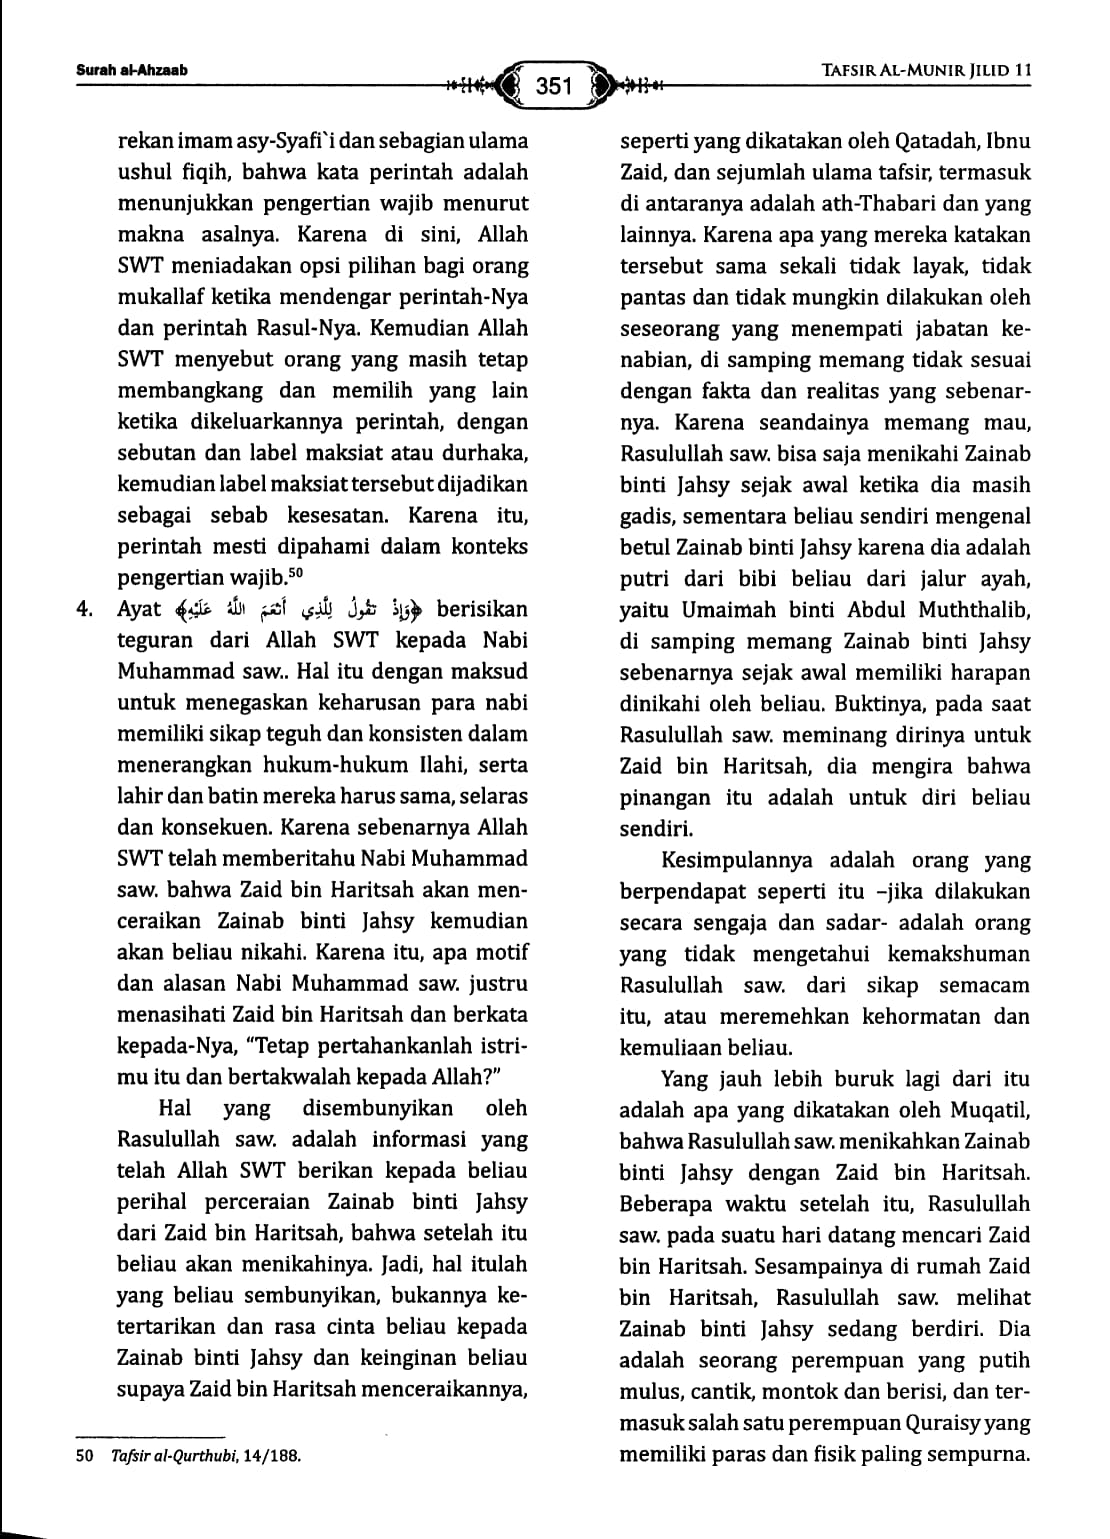 Surah al-Ahzaab
351
TAFSIR AL-MUNIR JILID 11
rekan imam asy-Syafi`i dan sebagian ulama
ushul fiqih, bahwa kata perintah adalah
menunjukkan pengertian wajib menurut
makna asalnya. Karena di sini, Allah
SWT meniadakan opsi pilihan bagi orang
mukallaf ketika mendengar perintah-Nya
dan perintah Rasul-Nya. Kemudian Allah
SWT menyebut orang yang masih tetap
membangkang dan memilih yang lain
ketika dikeluarkannya perintah, dengan
sebutan dan label maksiat atau durhaka,
kemudian label maksiat tersebut dijadikan
sebagai sebab kesesatan. Karena itu,
perintah mesti dipahami dalam konteks
pengertian wajib.⁵⁰
4. Ayat ﴿وَإِذْ تَقُولُ لِلَّذِي أَنْعَمَ اللَّهُ عَلَيْهِ﴾ berisikan
teguran dari Allah SWT kepada Nabi
Muhammad saw.. Hal itu dengan maksud
untuk menegaskan keharusan para nabi
memiliki sikap teguh dan konsisten dalam
menerangkan hukum-hukum Ilahi, serta
lahir dan batin mereka harus sama, selaras
dan konsekuen. Karena sebenarnya Allah
SWT telah memberitahu Nabi Muhammad
saw. bahwa Zaid bin Haritsah akan men-
ceraikan Zainab binti Jahsy kemudian
akan beliau nikahi. Karena itu, apa motif
dan alasan Nabi Muhammad saw. justru
menasihati Zaid bin Haritsah dan berkata
kepada-Nya, “Tetap pertahankanlah istri-
mu itu dan bertakwalah kepada Allah?”
Hal yang disembunyikan oleh
Rasulullah saw. adalah informasi yang
telah Allah SWT berikan kepada beliau
perihal perceraian Zainab binti Jahsy
dari Zaid bin Haritsah, bahwa setelah itu
beliau akan menikahinya. Jadi, hal itulah
yang beliau sembunyikan, bukannya ke-
tertarikan dan rasa cinta beliau kepada
Zainab binti Jahsy dan keinginan beliau
supaya Zaid bin Haritsah menceraikannya,
50 Tafsir al-Qurthubi, 14/188.
seperti yang dikatakan oleh Qatadah, Ibnu
Zaid, dan sejumlah ulama tafsir, termasuk
di antaranya adalah ath-Thabari dan yang
lainnya. Karena apa yang mereka katakan
tersebut sama sekali tidak layak, tidak
pantas dan tidak mungkin dilakukan oleh
seseorang yang menempati jabatan ke-
nabian, di samping memang tidak sesuai
dengan fakta dan realitas yang sebenar-
nya. Karena seandainya memang mau,
Rasulullah saw. bisa saja menikahi Zainab
binti Jahsy sejak awal ketika dia masih
gadis, sementara beliau sendiri mengenal
betul Zainab binti Jahsy karena dia adalah
putri dari bibi beliau dari jalur ayah,
yaitu Umaimah binti Abdul Muththalib,
di samping memang Zainab binti Jahsy
sebenarnya sejak awal memiliki harapan
dinikahi oleh beliau. Buktinya, pada saat
Rasulullah saw. meminang dirinya untuk
Zaid bin Haritsah, dia mengira bahwa
pinangan itu adalah untuk diri beliau
sendiri.
Kesimpulannya adalah orang yang
berpendapat seperti itu –jika dilakukan
secara sengaja dan sadar- adalah orang
yang tidak mengetahui kemakshuman
Rasulullah saw. dari sikap semacam
itu, atau meremehkan kehormatan dan
kemuliaan beliau.
Yang jauh lebih buruk lagi dari itu
adalah apa yang dikatakan oleh Muqatil,
bahwa Rasulullah saw. menikahkan Zainab
binti Jahsy dengan Zaid bin Haritsah.
Beberapa waktu setelah itu, Rasulullah
saw. pada suatu hari datang mencari Zaid
bin Haritsah. Sesampainya di rumah Zaid
bin Haritsah, Rasulullah saw. melihat
Zainab binti Jahsy sedang berdiri. Dia
adalah seorang perempuan yang putih
mulus, cantik, montok dan berisi, dan ter-
masuk salah satu perempuan Quraisy yang
memiliki paras dan fisik paling sempurna.